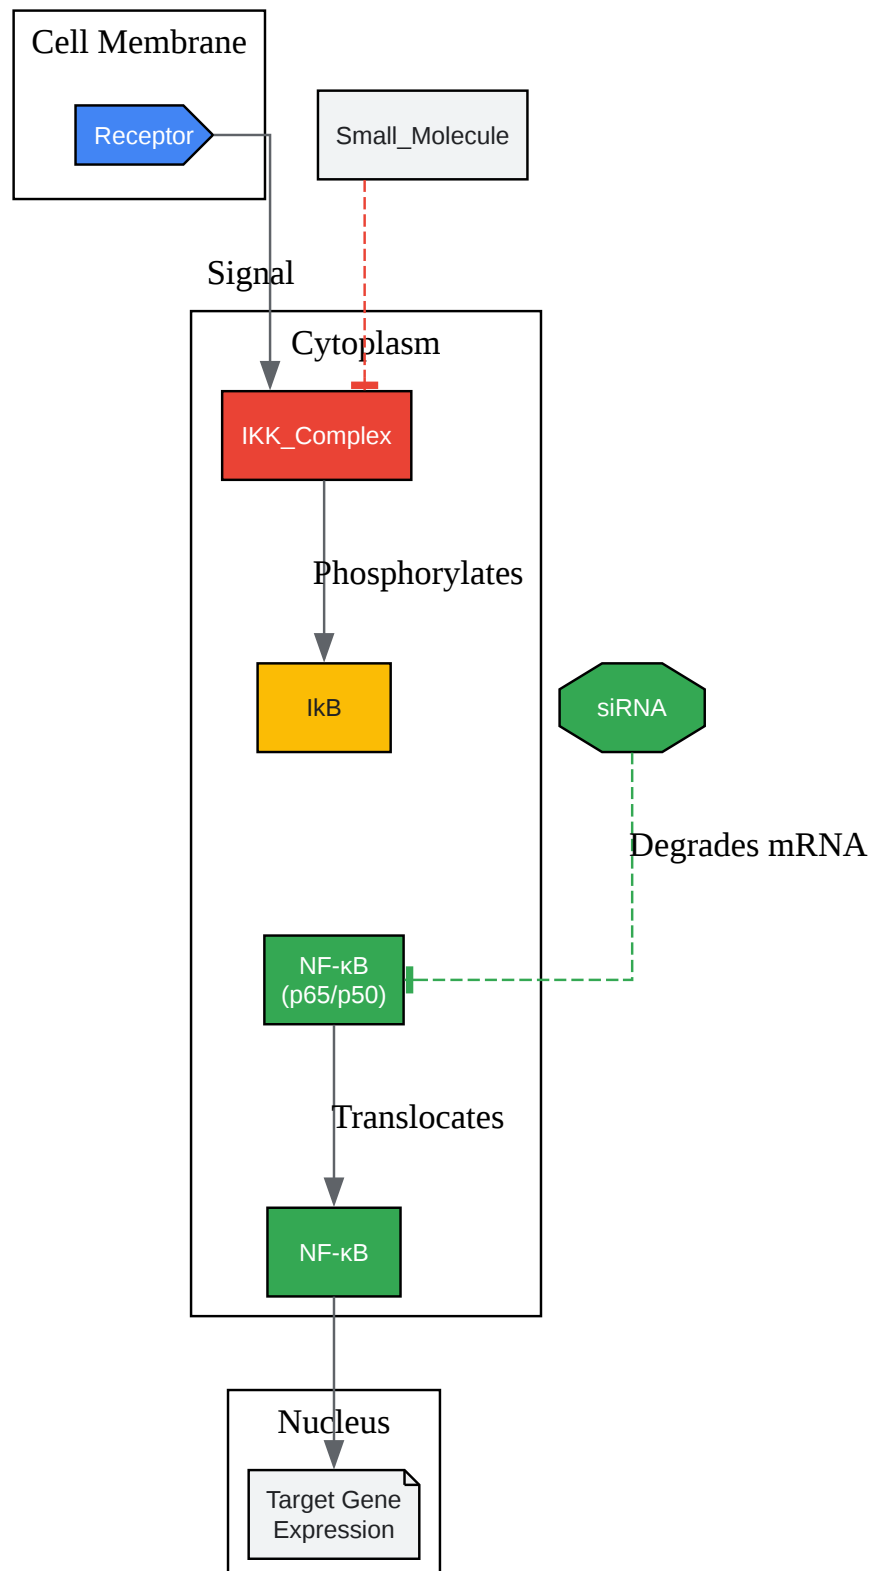 Cell Membrane
Receptor
Small_Molecule
Signal
Cytoplasm
IKK_Complex
Phosphorylates
IkB
siRNA
Degrades mRNA
NF-κB
(p65/p50)
Translocates
NF-κB
Nucleus
Target Gene
Expression